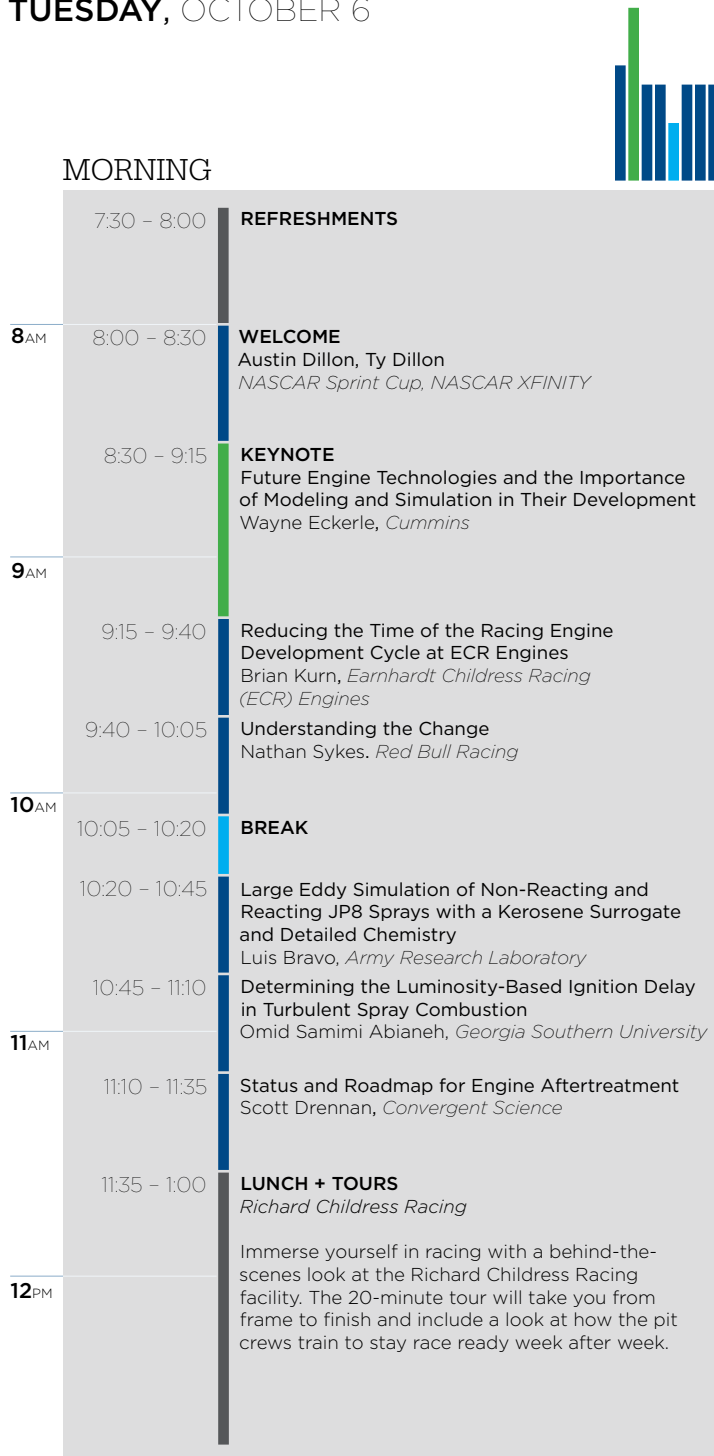 TUESDAY, OCTOBER 6
MORNING
7:30 – 8:00 REFRESHMENTS
8AM 8:00 – 8:30 WELCOME
Austin Dillon, Ty Dillon
NASCAR Sprint Cup, NASCAR XFINITY
8:30 – 9:15 KEYNOTE
Future Engine Technologies and the Importance
of Modeling and Simulation in Their Development
Wayne Eckerle, Cummins
9AM
9:15 – 9:40 Reducing the Time of the Racing Engine
Development Cycle at ECR Engines
Brian Kurn, Earnhardt Childress Racing
(ECR) Engines
9:40 – 10:05 Understanding the Change
Nathan Sykes. Red Bull Racing
10AM
10:05 – 10:20 BREAK
10:20 – 10:45 Large Eddy Simulation of Non-Reacting and
Reacting JP8 Sprays with a Kerosene Surrogate
and Detailed Chemistry
Luis Bravo, Army Research Laboratory
10:45 – 11:10 Determining the Luminosity-Based Ignition Delay
in Turbulent Spray Combustion
Omid Samimi Abianeh, Georgia Southern University
11AM
11:10 – 11:35 Status and Roadmap for Engine Aftertreatment
Scott Drennan, Convergent Science
11:35 – 1:00 LUNCH + TOURS
Richard Childress Racing
Immerse yourself in racing with a behind-the-
scenes look at the Richard Childress Racing
facility. The 20-minute tour will take you from
12PM
frame to finish and include a look at how the pit
crews train to stay race ready week after week.